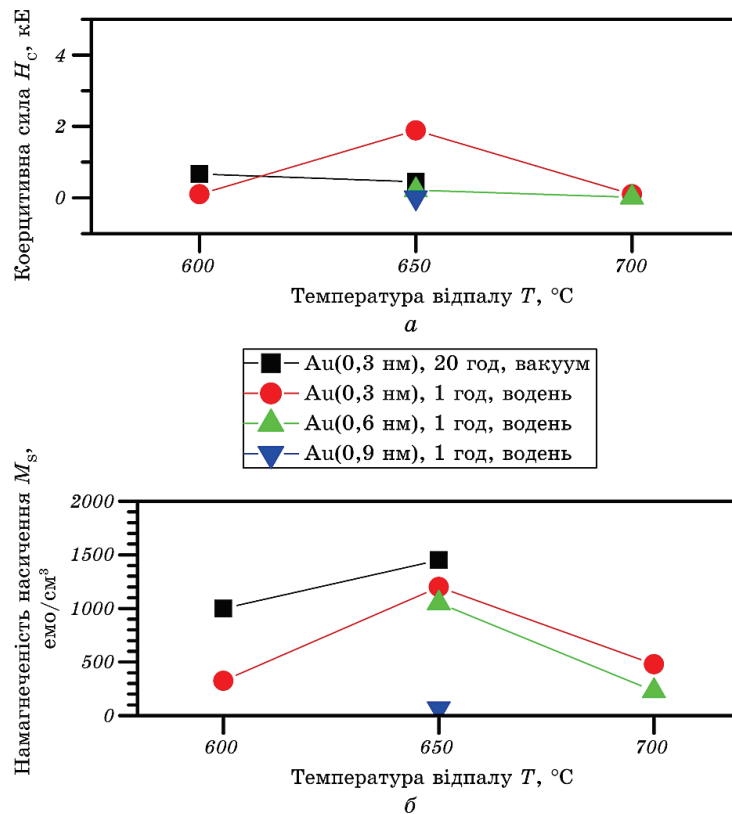 Коерцитивна сила H_C, кЕ
4
2
0
600 650 700
Температура відпалу T, °C
а
Au(0,3 нм), 20 год, вакуум
Au(0,3 нм), 1 год, водень
Au(0,6 нм), 1 год, водень
Au(0,9 нм), 1 год, водень
Намагнеченість насичення M_s,
емо/см³
2000
1500
1000
500
0
600 650 700
Температура відпалу T, °C
б